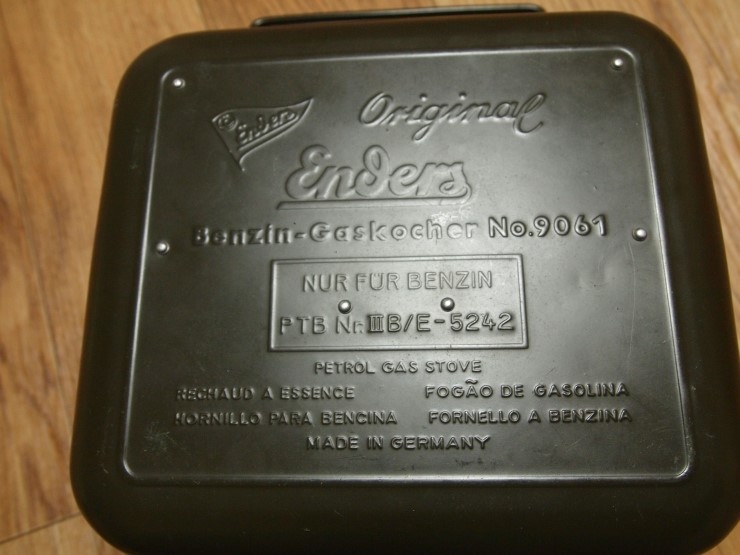 Enders
Original
Enders
Benzin-Gaskocher No.9061
NUR FÜR BENZIN
PTB Nr. III B/E-5242
PETROL GAS STOVE
RECHAUD A ESSENCE FOGÃO DE GASOLINA
HORNILLO PARA BENCINA FORNELLO A BENZINA
MADE IN GERMANY